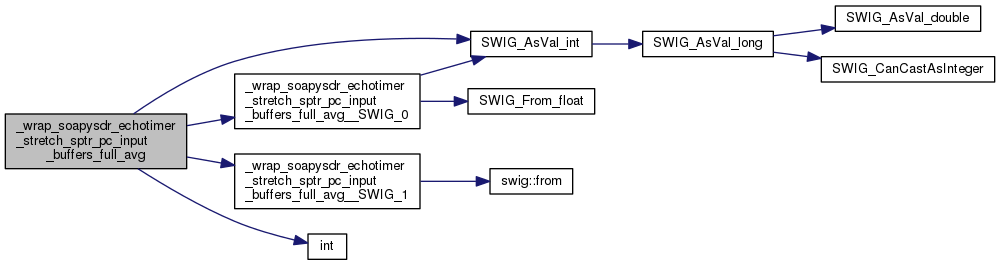 _wrap_soapysdr_echotimer
_stretch_sptr_pc_input
_buffers_full_avg
_wrap_soapysdr_echotimer
_stretch_sptr_pc_input
_buffers_full_avg__SWIG_0
_wrap_soapysdr_echotimer
_stretch_sptr_pc_input
_buffers_full_avg__SWIG_1
int
SWIG_AsVal_int
SWIG_From_float
swig::from
SWIG_AsVal_long
SWIG_AsVal_double
SWIG_CanCastAsInteger